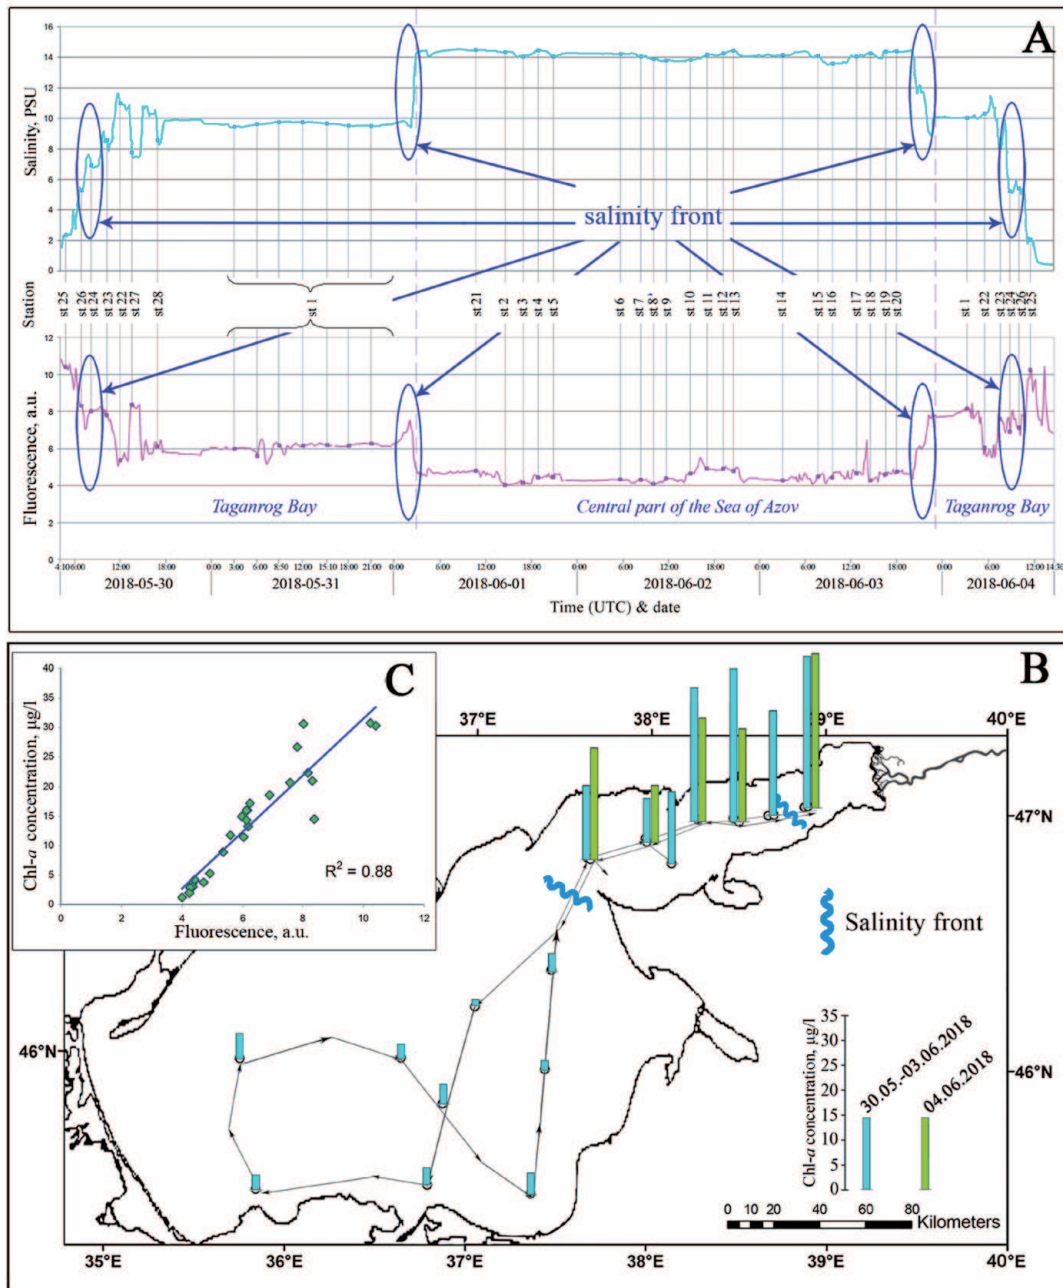 A
Salinity, PSU
16
14
12
10
8
6
4
2
0
salinity front
Station
st 25
st 26
st 24
st 23
st 22
st 27
st 28
st 1
st 21
st 2
st 3
st 4
st 5
st 6
st 7
st 8'
st 9
st 10
st 11
st 12
st 13
st 14
st 15
st 16
st 17
st 18
st 19
st 20
st 1
st 22
st 23
st 24
st 26
st 25
Fluorescence, a.u.
12
10
8
6
4
2
0
Taganrog Bay
Central part of the Sea of Azov
Taganrog Bay
4:00 6:00 12:00 0:00 3:00 6:00 9:00 12:00 15:10 18:00 21:00 0:00 6:00 18:00 0:00 6:00 12:00 18:00 0:00 6:00 12:00 18:00 0:00 6:00 12:00 14:30
2018-05-30 2018-05-31 2018-06-01 2018-06-02 2018-06-03 2018-06-04
Time (UTC) & date
B
C
Chl-a concentration, µg/l
40
35
30
25
20
15
10
5
0
R² = 0.88
0 2 4 6 8 10 12
Fluorescence, a.u.
37°E 38°E 39°E 40°E
47°N
47°N
Salinity front
46°N
46°N
Chl-a concentration, µg/l
35
30
25
20
15
10
5
0
30.05.-03.06.2018
04.06.2018
0 10 20 40 60 80 Kilometers
35°E 36°E 37°E 38°E 39°E 40°E